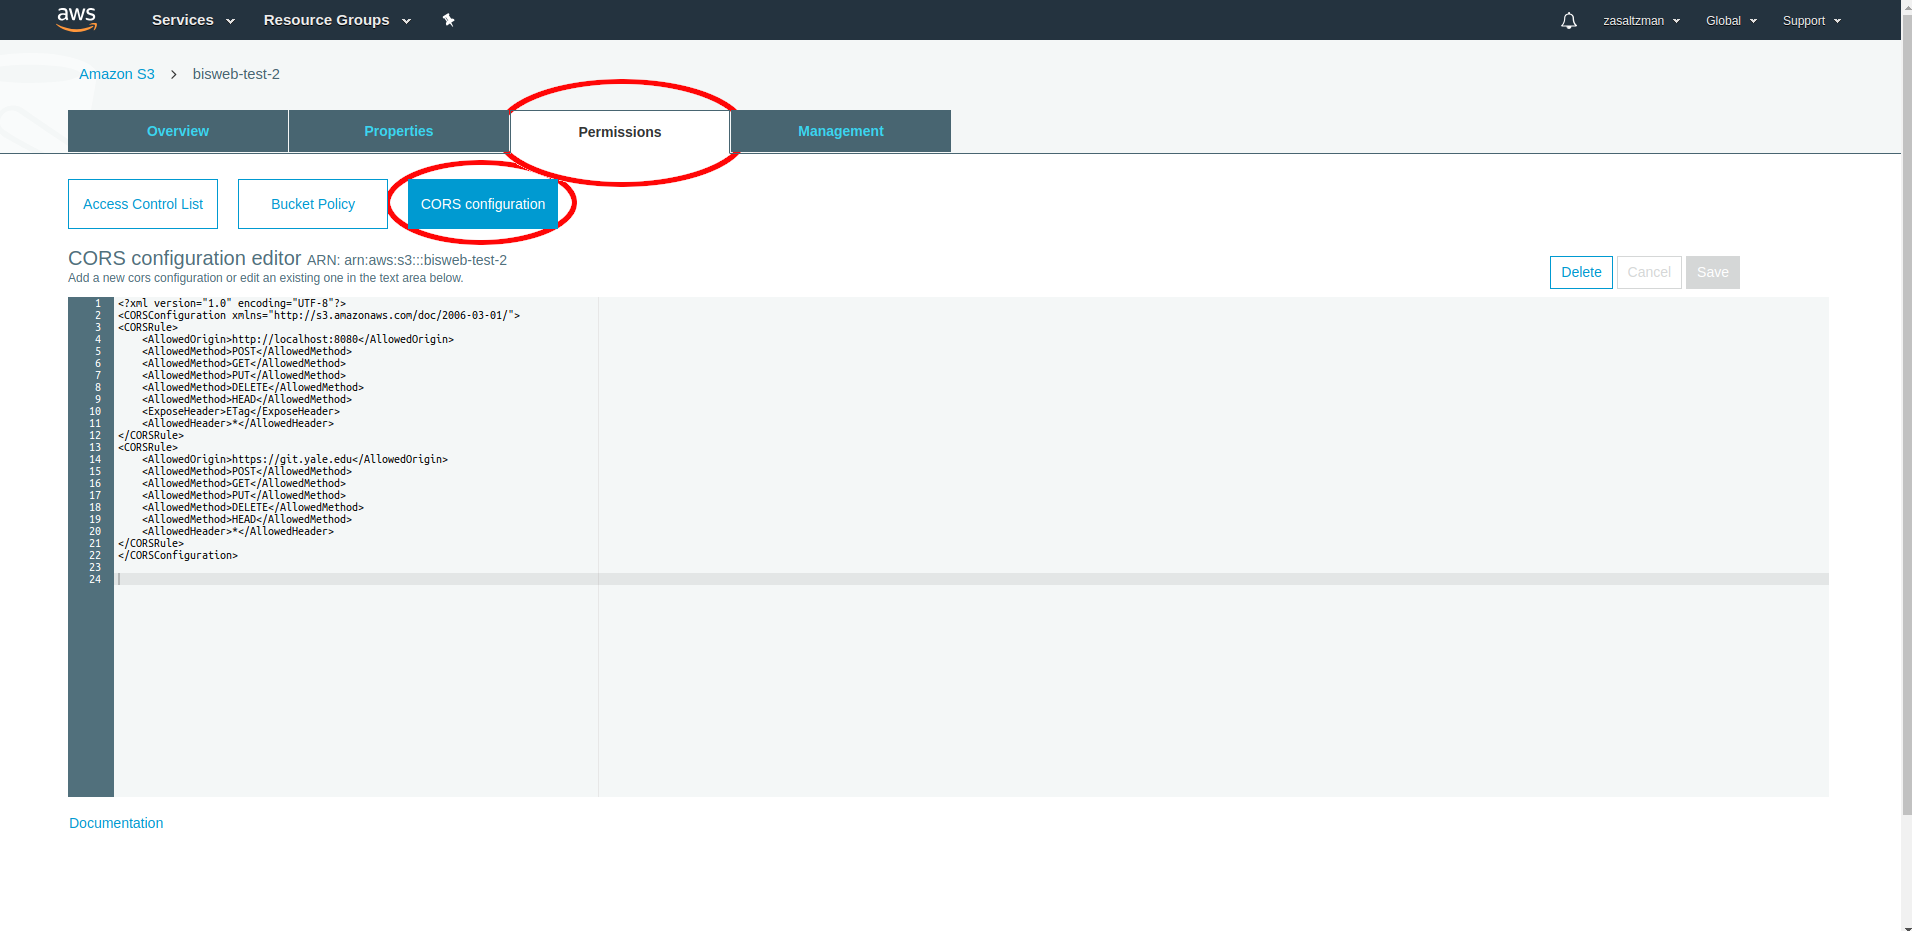 aws Services Resource Groups zasaltzman Global Support
Amazon S3 > bisweb-test-2
Overview Properties Permissions Management
Access Control List Bucket Policy CORS configuration
CORS configuration editor ARN: arn:aws:s3:::bisweb-test-2
Add a new cors configuration or edit an existing one in the text area below.
Delete Cancel Save
1 <?xml version="1.0" encoding="UTF-8"?>
2 <CORSConfiguration xmlns="http://s3.amazonaws.com/doc/2006-03-01/">
3 <CORSRule>
4     <AllowedOrigin>http://localhost:8080</AllowedOrigin>
5     <AllowedMethod>POST</AllowedMethod>
6     <AllowedMethod>GET</AllowedMethod>
7     <AllowedMethod>PUT</AllowedMethod>
8     <AllowedMethod>DELETE</AllowedMethod>
9     <AllowedMethod>HEAD</AllowedMethod>
10     <ExposeHeader>ETag</ExposeHeader>
11     <AllowedHeader>*</AllowedHeader>
12 </CORSRule>
13 <CORSRule>
14     <AllowedOrigin>https://git.yale.edu</AllowedOrigin>
15     <AllowedMethod>POST</AllowedMethod>
16     <AllowedMethod>GET</AllowedMethod>
17     <AllowedMethod>PUT</AllowedMethod>
18     <AllowedMethod>DELETE</AllowedMethod>
19     <AllowedMethod>HEAD</AllowedMethod>
20     <AllowedHeader>*</AllowedHeader>
21 </CORSRule>
22 </CORSConfiguration>
23
24
Documentation